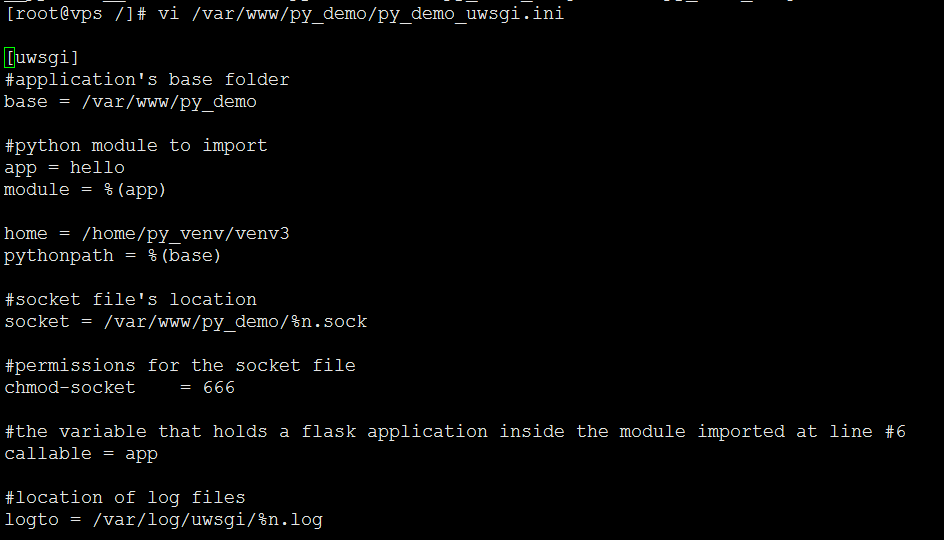 [root@vps /]# vi /var/www/py_demo/py_demo_uwsgi.ini
[uwsgi]
#application's base folder
base = /var/www/py_demo
#python module to import
app = hello
module = %(app)
home = /home/py_venv/venv3
pythonpath = %(base)
#socket file's location
socket = /var/www/py_demo/%n.sock
#permissions for the socket file
chmod-socket    = 666
#the variable that holds a flask application inside the module imported at line #6
callable = app
#location of log files
logto = /var/log/uwsgi/%n.log